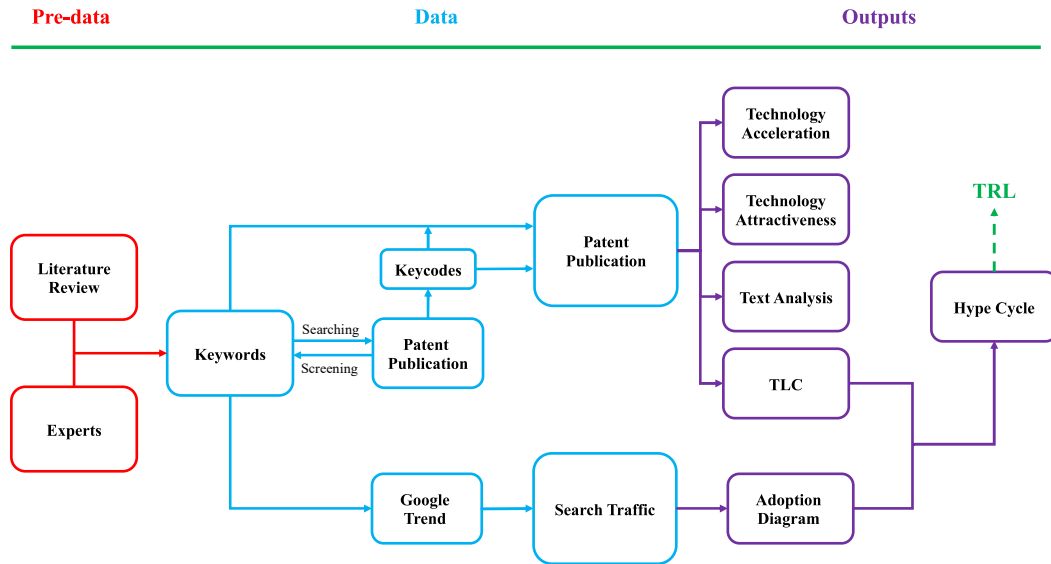 Pre-data
Data
Outputs
Literature
Review
Experts
Keywords
Searching
Screening
Keycodes
Patent
Publication
Google
Trend
Patent
Publication
Search Traffic
Technology
Acceleration
Technology
Attractiveness
Text Analysis
TLC
Adoption
Diagram
TRL
Hype Cycle